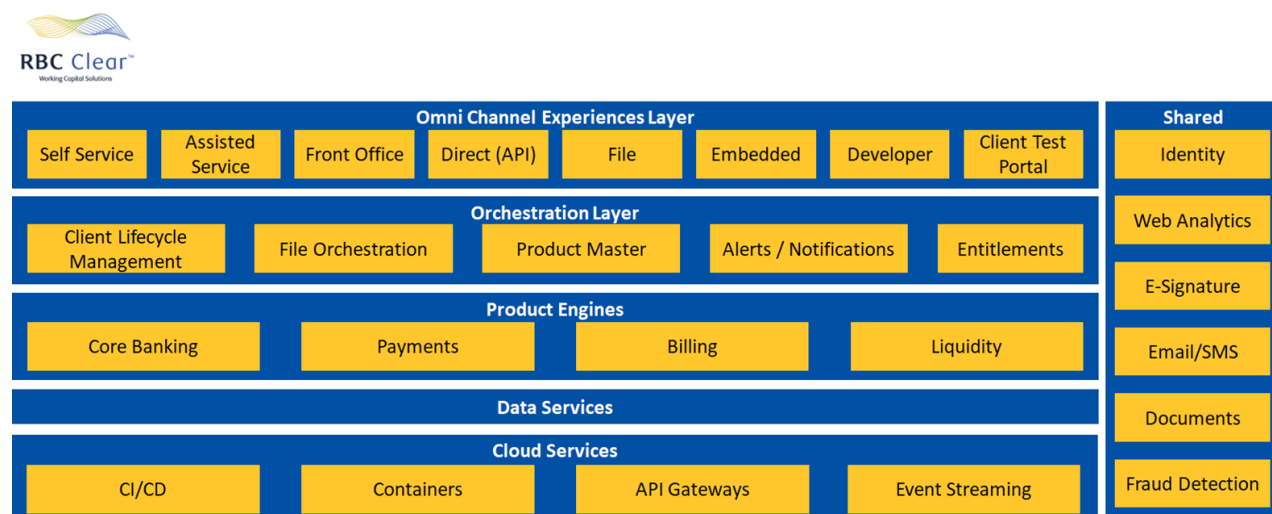 RBC Clear™
Working Capital Solutions
Omni Channel Experiences Layer
Self Service
Assisted
Service
Front Office
Direct (API)
File
Embedded
Developer
Client Test
Portal
Orchestration Layer
Client Lifecycle
Management
File Orchestration
Product Master
Alerts / Notifications
Entitlements
Product Engines
Core Banking
Payments
Billing
Liquidity
Data Services
Cloud Services
CI/CD
Containers
API Gateways
Event Streaming
Shared
Identity
Web Analytics
E-Signature
Email/SMS
Documents
Fraud Detection